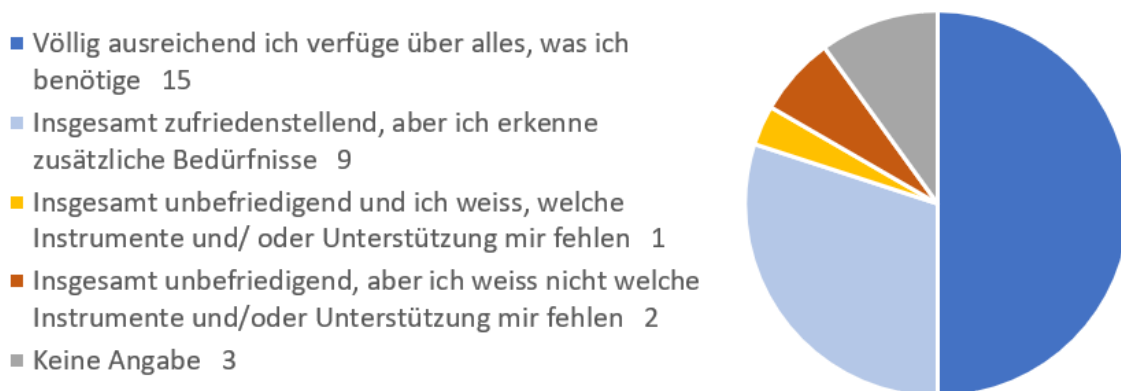 Völlig ausreichend ich verfüge über alles, was ich
benötige 15
Insgesamt zufriedenstellend, aber ich erkenne
zusätzliche Bedürfnisse 9
Insgesamt unbefriedigend und ich weiss, welche
Instrumente und/ oder Unterstützung mir fehlen 1
Insgesamt unbefriedigend, aber ich weiss nicht welche
Instrumente und/oder Unterstützung mir fehlen 2
Keine Angabe 3